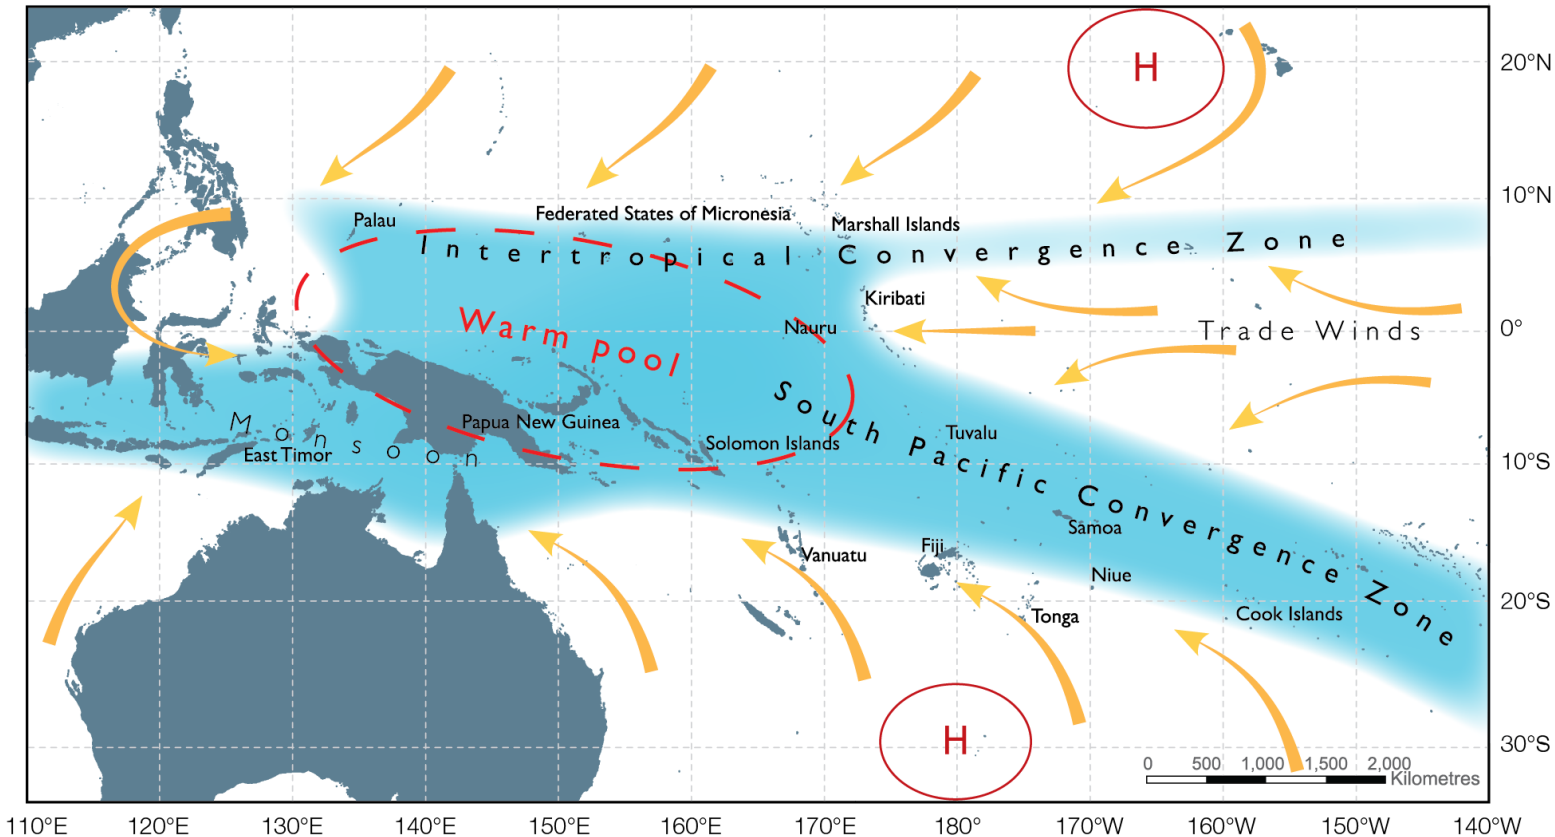 H
20°N
10°N
Palau
Federated States of Micronesia
Marshall Islands
Intertropical Convergence Zone
Kiribati
Warm pool
Nauru
Trade Winds
0°
South Pacific Convergence Zone
Monsoon
Papua New Guinea
Tuvalu
East Timor
Solomon Islands
10°S
Samoa
Vanuatu
Fiji
Niue
Tonga
Cook Islands
20°S
H
30°S
0 500 1,000 1,500 2,000
Kilometres
110°E 120°E 130°E 140°E 150°E 160°E 170°E 180° 170°W 160°W 150°W 140°W